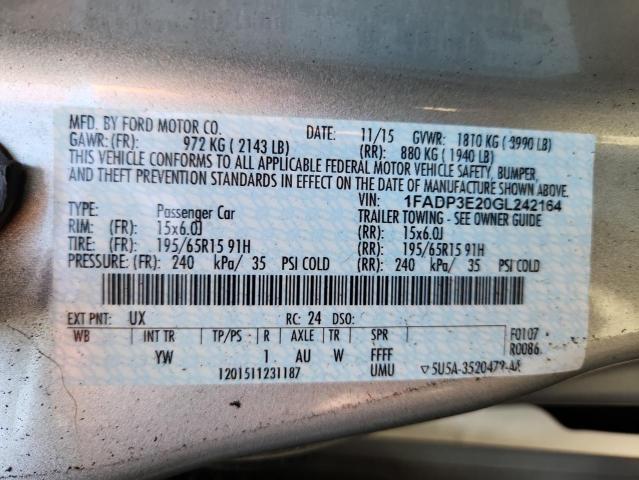 MFD. BY FORD MOTOR CO.
DATE: 11/15 GVWR: 1810 KG ( 3990 LB)
GAWR: (FR): 972 KG ( 2143 LB) (RR): 880 KG ( 1940 LB)
THIS VEHICLE CONFORMS TO ALL APPLICABLE FEDERAL MOTOR VEHICLE SAFETY, BUMPER,
AND THEFT PREVENTION STANDARDS IN EFFECT ON THE DATE OF MANUFACTURE SHOWN ABOVE.
VIN: 1FADP3E20GL242164
TYPE: Passenger Car TRAILER TOWING - SEE OWNER GUIDE
RIM: (FR): 15x6.0J (RR): 15x6.0J
TIRE: (FR): 195/65R15 91H (RR): 195/65R15 91H
PRESSURE: (FR): 240 kPa/ 35 PSI COLD (RR): 240 kPa/ 35 PSI COLD
EXT PNT: UX RC: 24 DSO:
WB INT TR TP/PS R AXLE TR SPR F0107
YW 1 AU W FFFF R0086
1201511231187 UMU 5U5A-3520472-AA